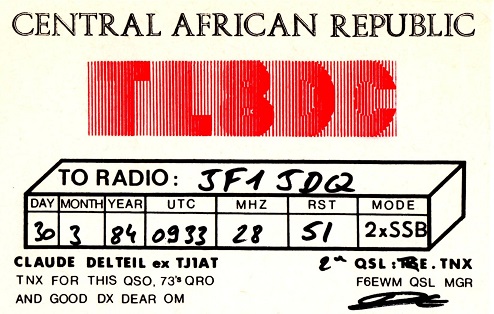 CENTRAL AFRICAN REPUBLIC
TL8DC
TO RADIO: JF1JDQ
DAY MONTH YEAR UTC MHZ RST MODE
30 3 84 0933 28 51 2xSSB
CLAUDE DELTEIL ex TJ1AT
TNX FOR THIS QSO, 73's QRO
AND GOOD DX DEAR OM
QSL : . TNX
F6EWM QSL MGR